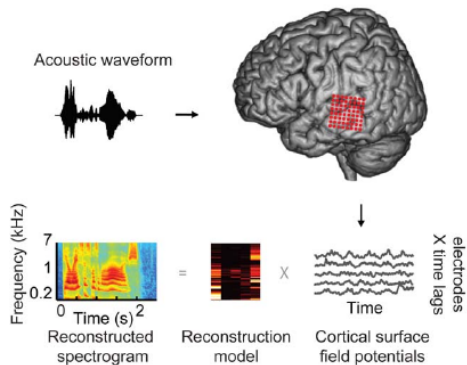 Acoustic waveform
Frequency (kHz)
7
1
0.2
0
2
Time (s)
Reconstructed
spectrogram
=
Reconstruction
model
X
Time
electrodes
X time lags
Cortical surface
field potentials